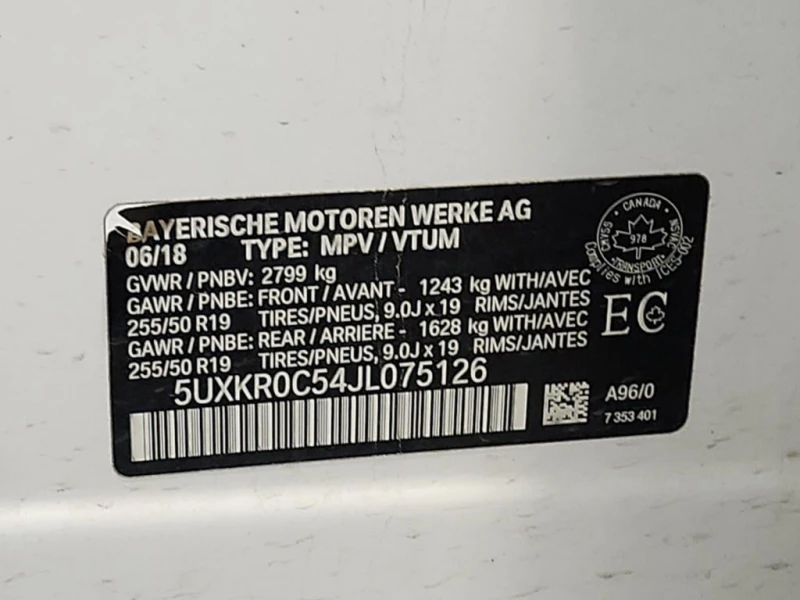 BAYERISCHE MOTOREN WERKE AG
06/18 TYPE: MPV / VTUM
GVWR / PNBV: 2799 kg
GAWR / PNBE: FRONT / AVANT - 1243 kg WITH/AVEC
255/50 R19 TIRES/PNEUS, 9.0J x 19 RIMS/JANTES
GAWR / PNBE: REAR / ARRIERE - 1628 kg WITH/AVEC
255/50 R19 TIRES/PNEUS, 9.0J x 19 RIMS/JANTES
5UXKR0C54JL075126
CANADA
CMVSS NSVAC
978
TRANSPORT
Complies with ICES-002
EC
A96/0
7 353 401